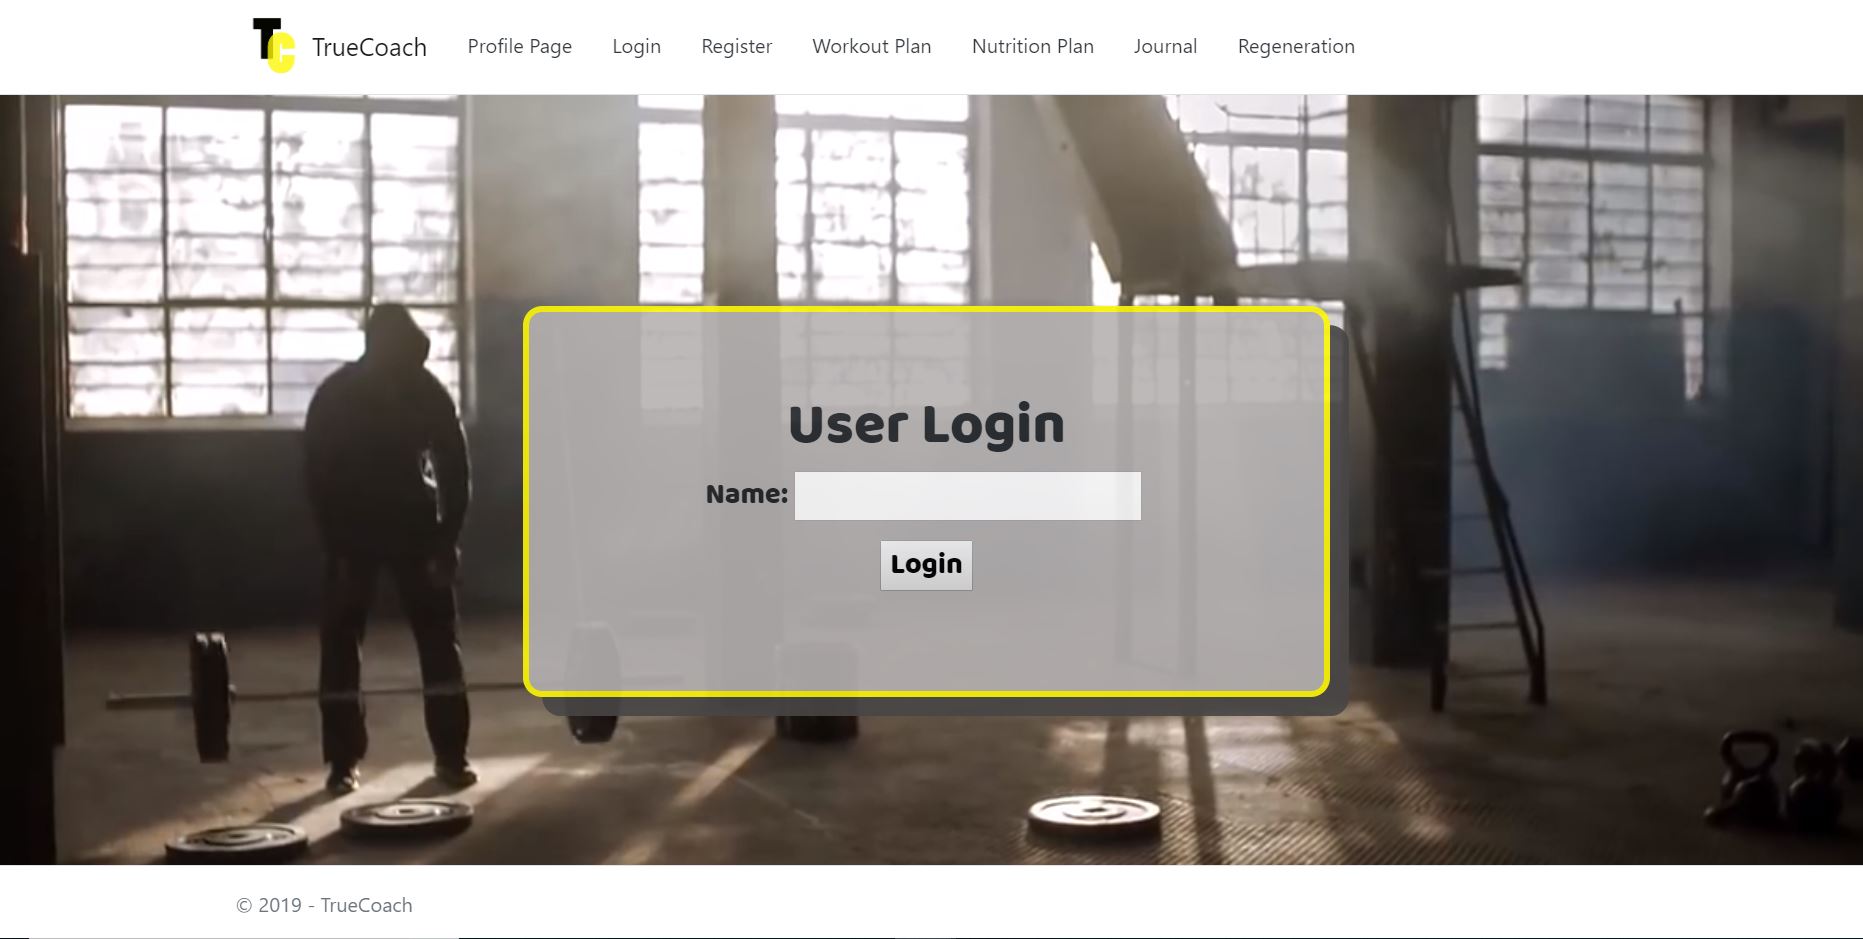 TC TrueCoach Profile Page Login Register Workout Plan Nutrition Plan Journal Regeneration
User Login
Name:
Login
© 2019 - TrueCoach